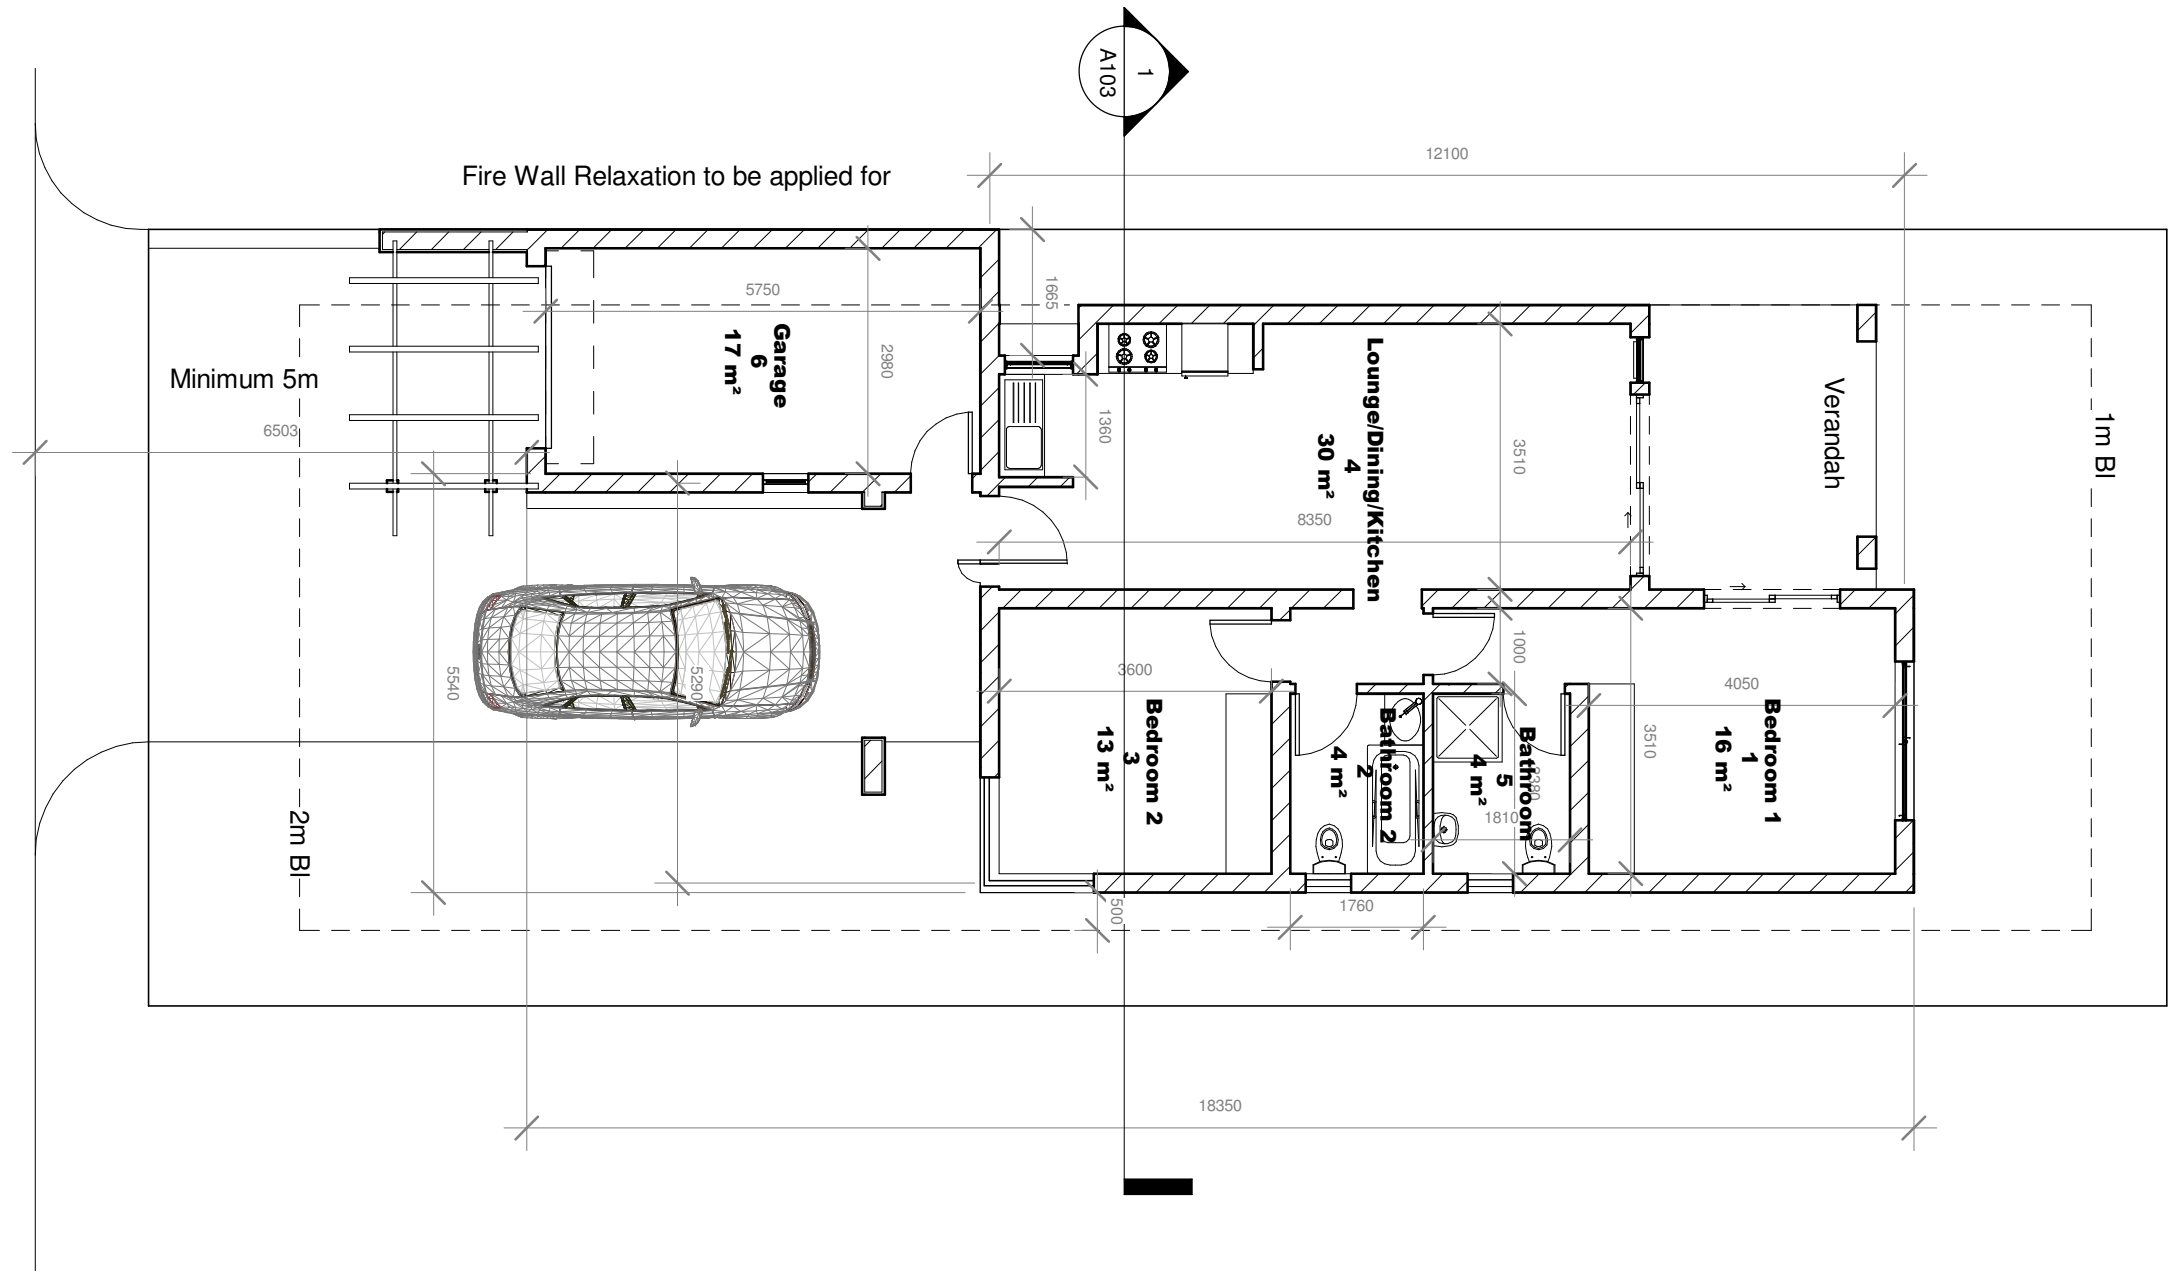 1
A103
12100
Fire Wall Relaxation to be applied for
1665
5750
Garage
6
17 m²
2980
Minimum 5m
6503
1360
Lounge/Dining/Kitchen
4
30 m²
3510
8350
Verandah
1m Bl
5540
5290
3600
Bedroom 2
3
13 m²
1000
Bathroom 2
2
4 m²
Bathroom
5
4 m²
2380
1810
3510
4050
Bedroom 1
1
16 m²
2m Bl
500
1760
18350